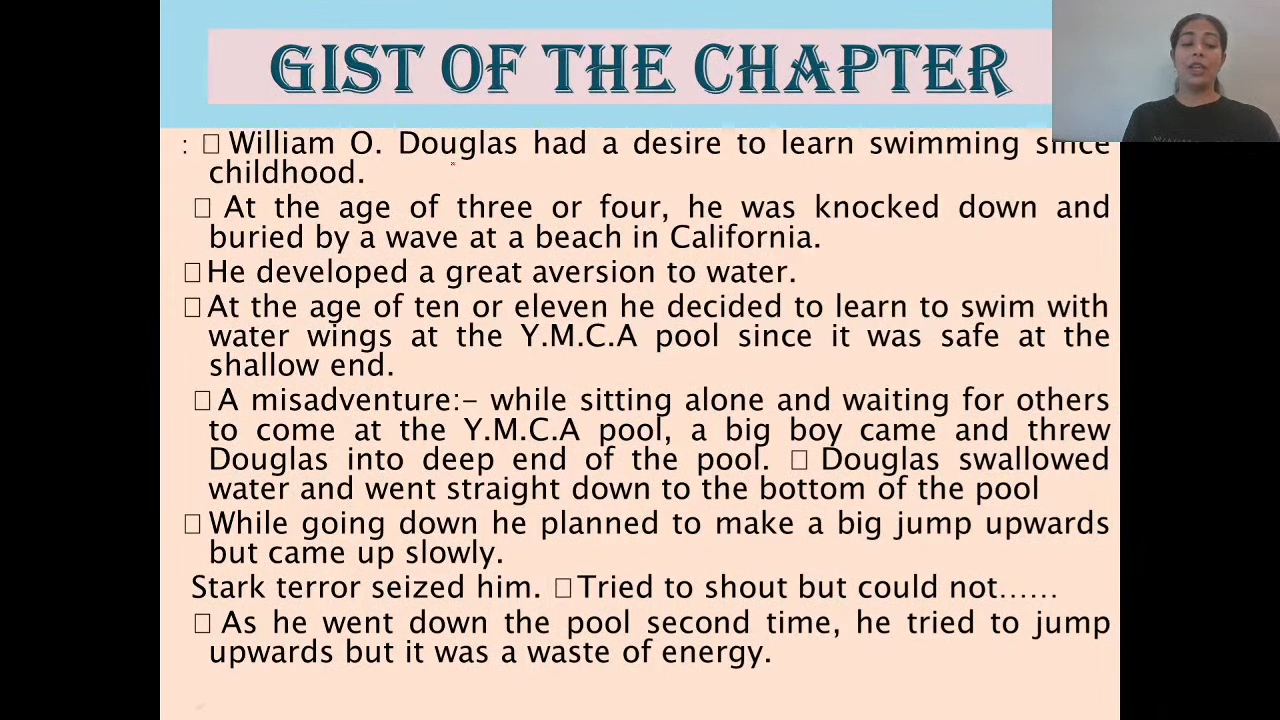 GIST OF THE CHAPTER
: □ William O. Douglas had a desire to learn swimming since
childhood.
□ At the age of three or four, he was knocked down and
buried by a wave at a beach in California.
□He developed a great aversion to water.
□At the age of ten or eleven he decided to learn to swim with
water wings at the Y.M.C.A pool since it was safe at the
shallow end.
□A misadventure:- while sitting alone and waiting for others
to come at the Y.M.C.A pool, a big boy came and threw
Douglas into deep end of the pool. □ Douglas swallowed
water and went straight down to the bottom of the pool
□While going down he planned to make a big jump upwards
but came up slowly.
Stark terror seized him. □Tried to shout but could not……
□ As he went down the pool second time, he tried to jump
upwards but it was a waste of energy.